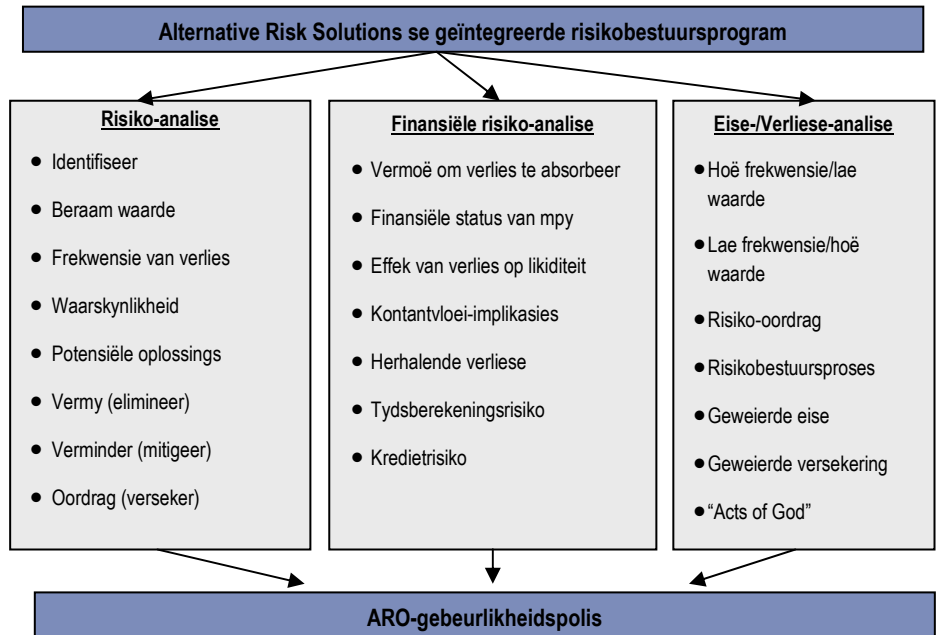 Alternative Risk Solutions se geïntegreerde risikobestuursprogram
Risiko-analise
• Identifiseer
• Beraam waarde
• Frekwensie van verlies
• Waarskynlikheid
• Potensiële oplossings
• Vermy (elimineer)
• Verminder (mitigeer)
• Oordrag (verseker)
Finansiële risiko-analise
• Vermoë om verlies te absorbeer
• Finansiële status van mpy
• Effek van verlies op likiditeit
• Kontantvloei-implikasies
• Herhalende verliese
• Tydsberekeningsrisiko
• Kredietrisiko
Eise-/Verliese-analise
• Hoë frekwensie/lae
waarde
• Lae frekwensie/hoë
waarde
• Risiko-oordrag
• Risikobestuursproses
• Geweierde eise
• Geweierde versekering
• “Acts of God”
ARO-gebeurlikheidspolis